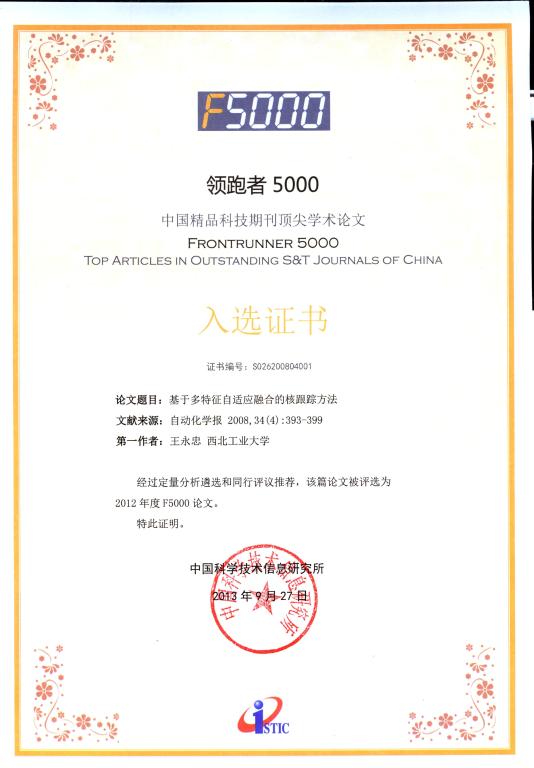 F5000
领跑者 5000
中国精品科技期刊顶尖学术论文
FRONTRUNNER 5000
TOP ARTICLES IN OUTSTANDING S&T JOURNALS OF CHINA
入选证书
证书编号：S026200804001
论文题目：基于多特征自适应融合的核跟踪方法
文献来源：自动化学报 2008,34(4):393-399
第一作者：王永忠 西北工业大学
经过定量分析遴选和同行评议推荐，该篇论文被评选为
2012 年度 F5000 论文。
特此证明。
中国科学技术信息研究所
2013 年 9 月 27 日
中国科学技术信息研究所
iSTIC